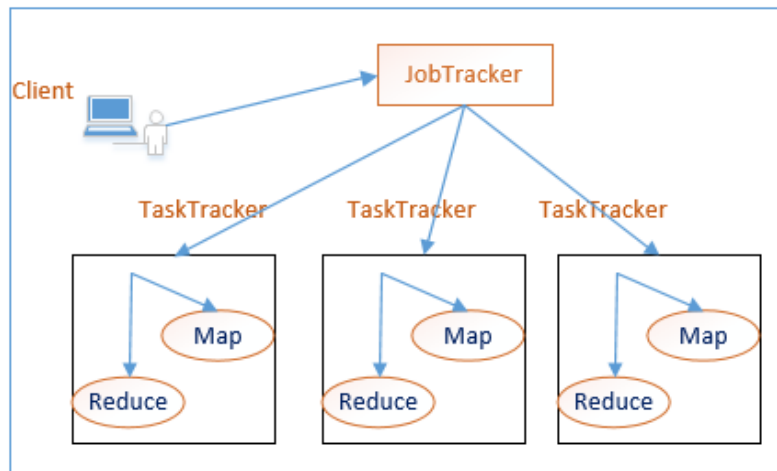 JobTracker
Client
TaskTracker TaskTracker TaskTracker
Map Map Map
Reduce Reduce Reduce